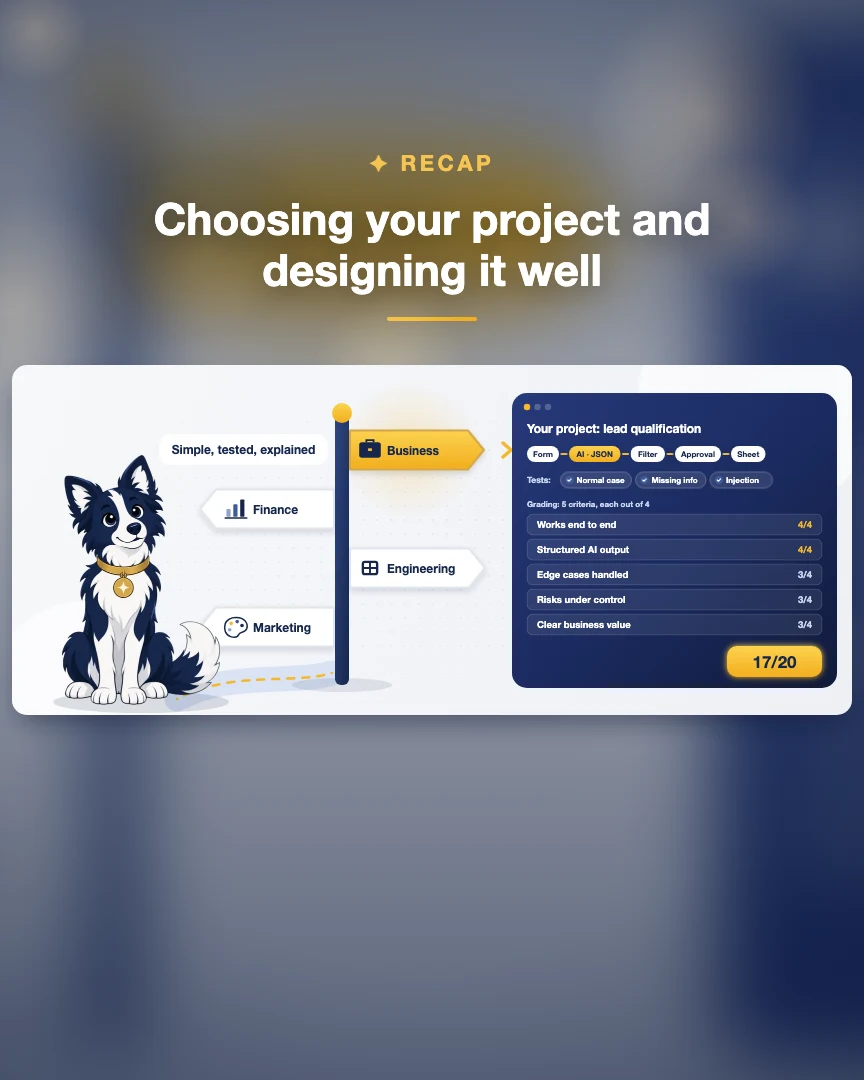 RECAP
Choosing your project and
designing it well
Simple, tested, explained
Business
Finance
Engineering
Marketing
Your project: lead qualification
Form
AI · JSON
Filter
Approval
Sheet
Tests:
Normal case
Missing info
Injection
Grading: 5 criteria, each out of 4
Works end to end 4/4
Structured AI output 4/4
Edge cases handled 3/4
Risks under control 3/4
Clear business value 3/4
17/20